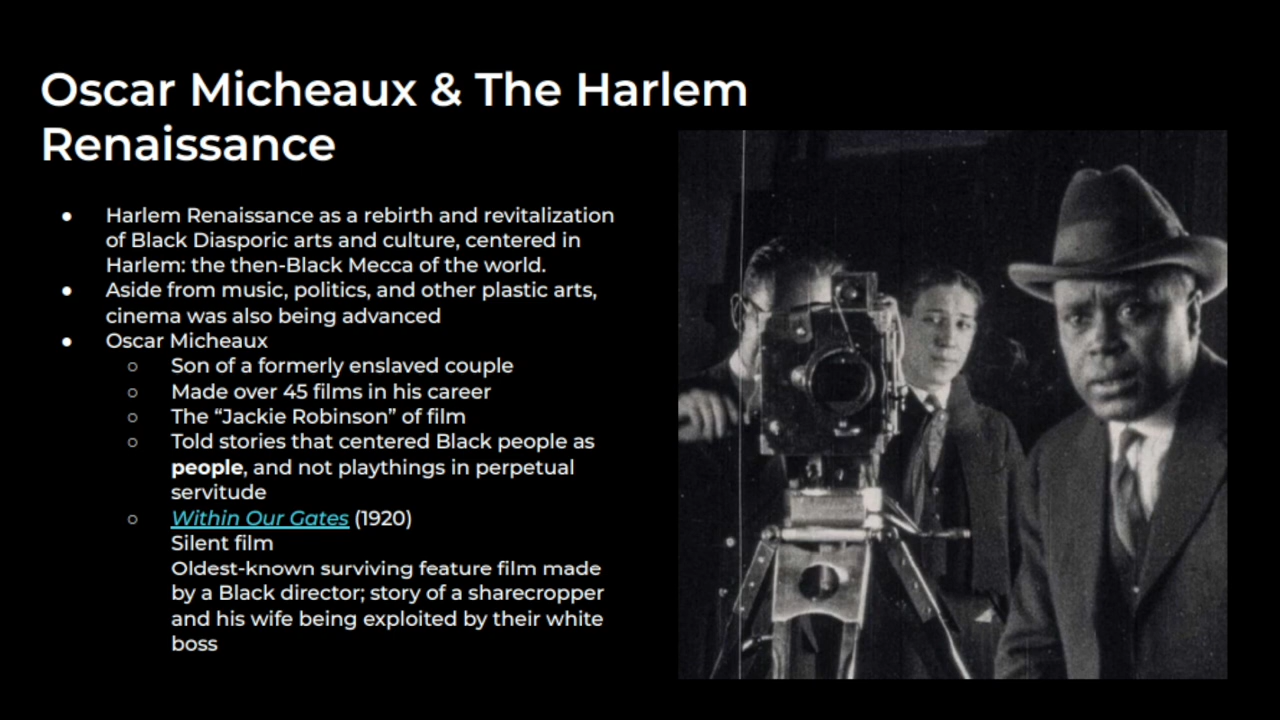 Oscar Micheaux & The Harlem
Renaissance
● Harlem Renaissance as a rebirth and revitalization
of Black Diasporic arts and culture, centered in
Harlem: the then-Black Mecca of the world.
● Aside from music, politics, and other plastic arts,
cinema was also being advanced
● Oscar Micheaux
○ Son of a formerly enslaved couple
○ Made over 45 films in his career
○ The “Jackie Robinson” of film
○ Told stories that centered Black people as
people, and not playthings in perpetual
servitude
○ Within Our Gates (1920)
Silent film
Oldest-known surviving feature film made
by a Black director; story of a sharecropper
and his wife being exploited by their white
boss